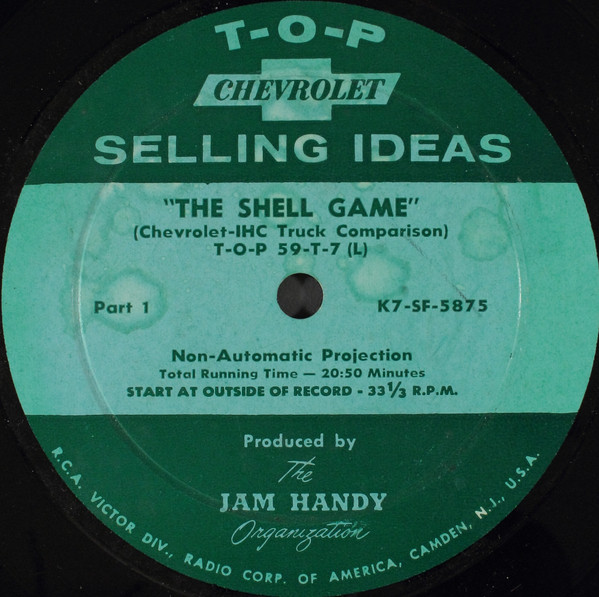 T-O-P
CHEVROLET
SELLING IDEAS
"THE SHELL GAME"
(Chevrolet-IHC Truck Comparison)
T-O-P 59-T-7 (L)
Part 1
K7-SF-5875
Non-Automatic Projection
Total Running Time — 20:50 Minutes
START AT OUTSIDE OF RECORD - 33 1/3 R.P.M.
Produced by
The
JAM HANDY
Organization
R.C.A. VICTOR DIV., RADIO CORP. OF AMERICA, CAMDEN, N.J., U.S.A.